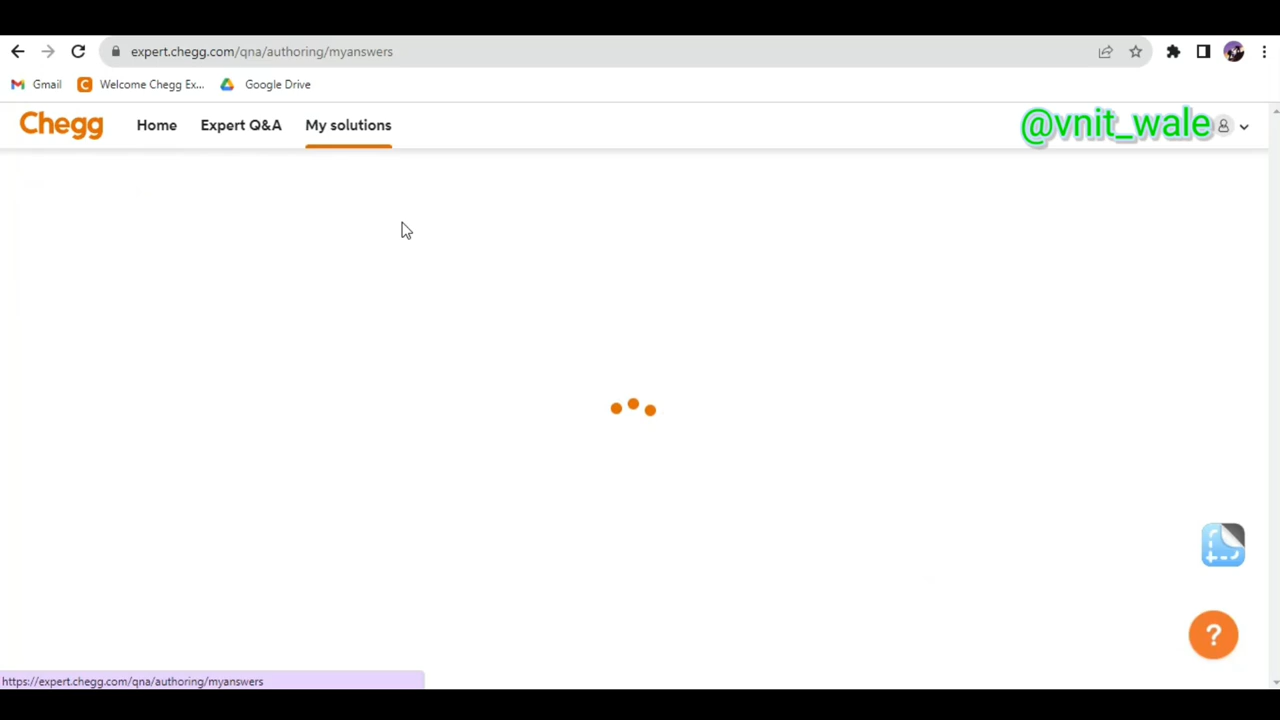 expert.chegg.com/qna/authoring/myanswers
Gmail
Welcome Chegg Ex...
Google Drive
Chegg
Home
Expert Q&A
My solutions
@vnit_wale
?
https://expert.chegg.com/qna/authoring/myanswers